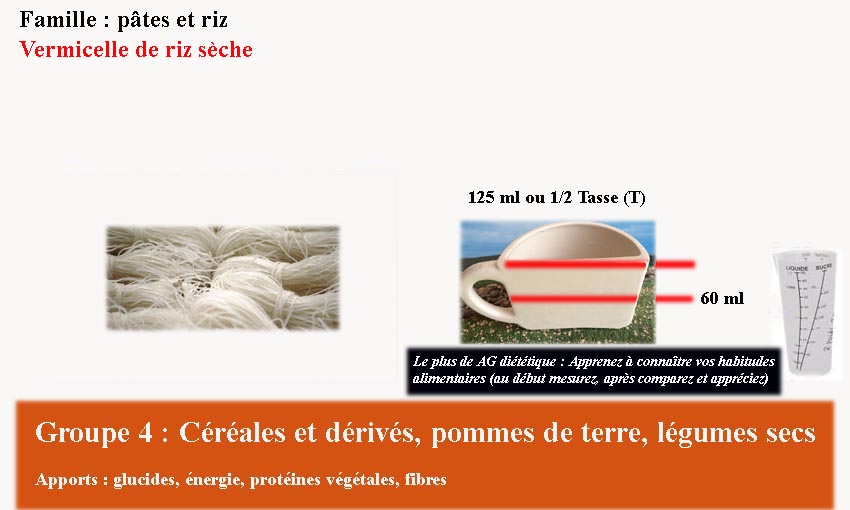 Famille : pâtes et riz
Vermicelle de riz sèche
125 ml ou 1/2 Tasse (T)
60 ml
LIQUIDE SUCRE
Le plus de AG diététique : Apprenez à connaître vos habitudes
alimentaires (au début mesurez, après comparez et appréciez)
Groupe 4 : Céréales et dérivés, pommes de terre, légumes secs
Apports : glucides, énergie, protéines végétales, fibres